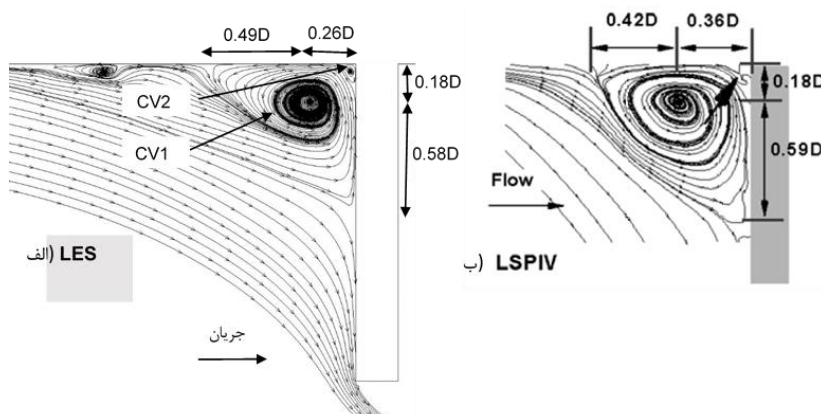 0.49D 0.26D
0.18D
CV2
CV1
0.58D
الف) LES
جریان
0.42D 0.36D
0.18D
0.59D
Flow
ب) LSPIV